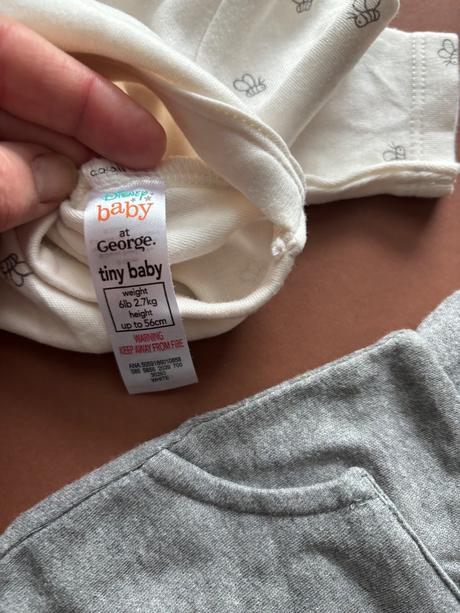 Disney
baby
at
George.
tiny baby
weight
6lb 2.7kg
height
up to 56cm
WARNING
KEEP AWAY FROM FIRE
WHITE